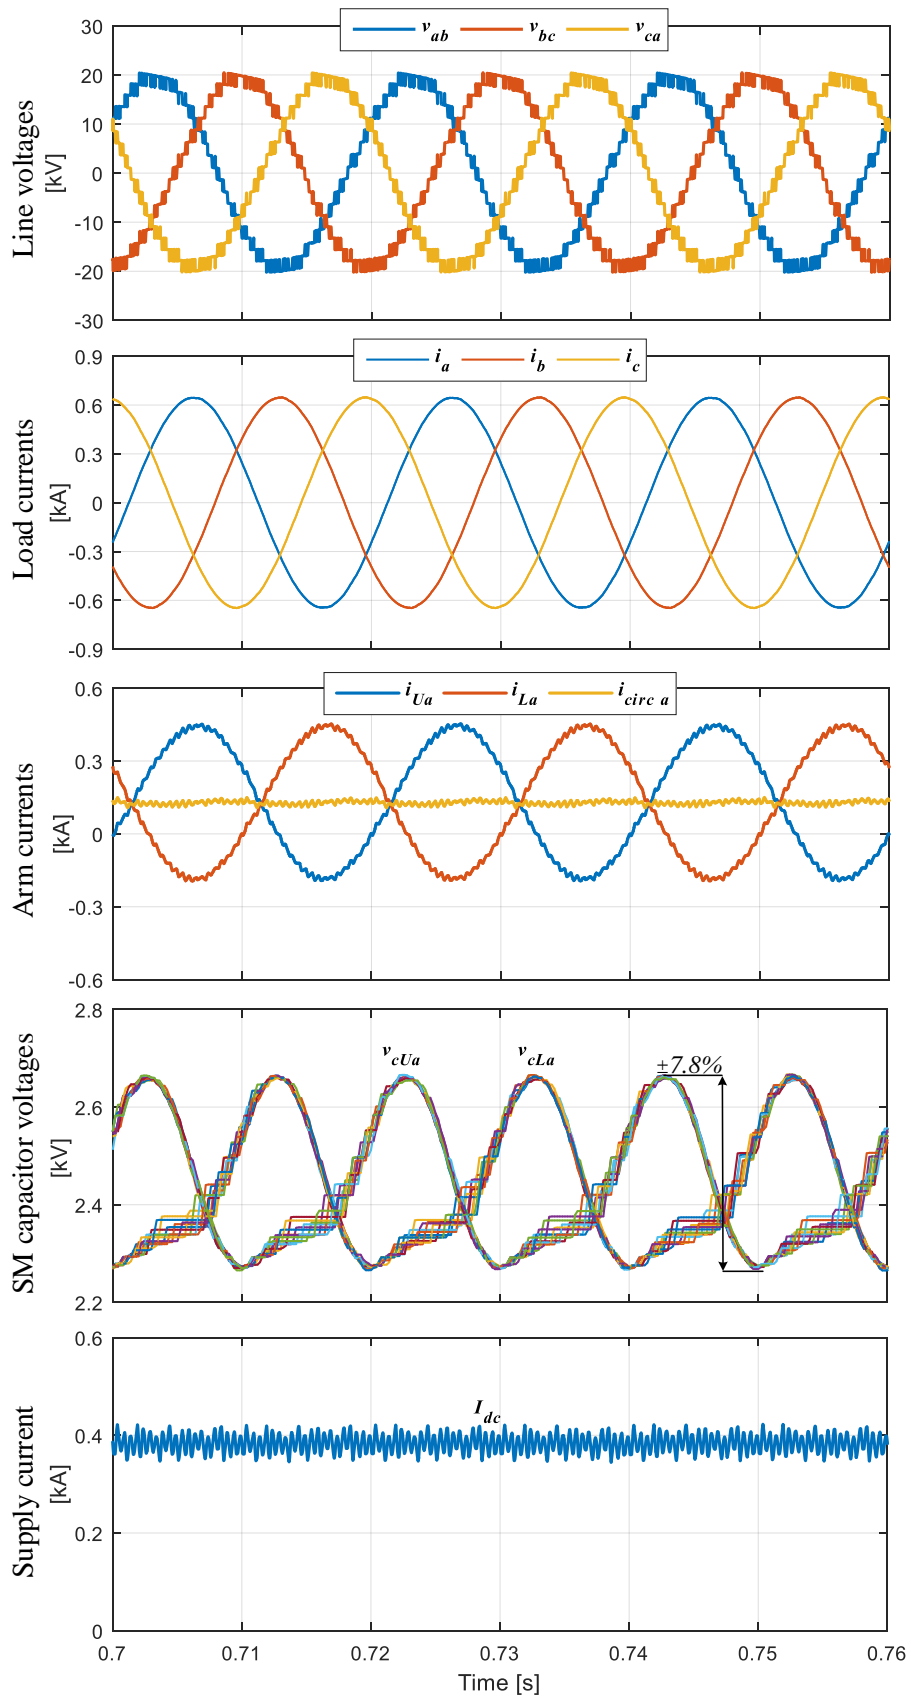 v_ab v_bc v_ca
Line voltages
[kV]
30
20
10
0
-10
-20
-30
i_a i_b i_c
Load currents
[kA]
0.9
0.6
0.3
0
-0.3
-0.6
-0.9
i_Ua i_La i_circ a
Arm currents
[kA]
0.6
0.3
0
-0.3
-0.6
SM capacitor voltages
[kV]
2.8
2.6
2.4
2.2
v_cUa v_cLa ±7.8%
Supply current
[kA]
0.6
0.4
0.2
0
I_dc
0.7 0.71 0.72 0.73 0.74 0.75 0.76
Time [s]